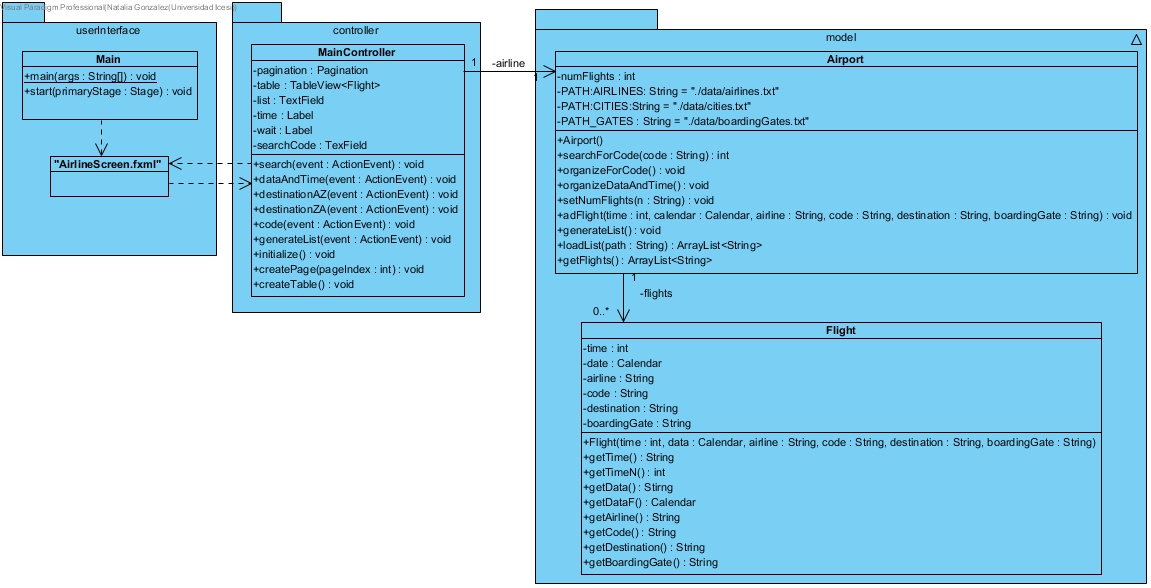 Visual Paradigm Professional(Natalia Gonzalez(Universidad Icesi
userInterface
Main
+main(args : String[]) : void
+start(primaryStage : Stage) : void
"AirlineScreen.fxml"
controller
MainController
-pagination : Pagination
-table : TableView<Flight>
-list : TextField
-time : Label
-wait : Label
-searchCode : TexField
+search(event : ActionEvent) : void
+dataAndTime(event : ActionEvent) : void
+destinationAZ(event : ActionEvent) : void
+destinationZA(event : ActionEvent) : void
+code(event : ActionEvent) : void
+generateList(event : ActionEvent) : void
+initialize() : void
+createPage(pageIndex : int) : void
+createTable() : void
1
-airline
1
model
Airport
-numFlights : int
-PATH:AIRLINES: String = "./data/airlines.txt"
-PATH:CITIES:String = "./data/cities.txt"
-PATH_GATES : String = "./data/boardingGates.txt"
+Airport()
+searchForCode(code : String) : int
+organizeForCode() : void
+organizeDataAndTime() : void
+setNumFlights(n : String) : void
+adFlight(time : int, calendar : Calendar, airline : String, code : String, destination : String, boardingGate : String) : void
+generateList() : void
+loadList(path : String) : ArrayList<String>
+getFlights() : ArrayList<String>
1
-flights
0..*
Flight
-time : int
-date : Calendar
-airline : String
-code : String
-destination : String
-boardingGate : String
+Flight(time : int, data : Calendar, airline : String, code : String, destination : String, boardingGate : String)
+getTime() : String
+getTimeN() : int
+getData() : Stirng
+getDataF() : Calendar
+getAirline() : String
+getCode() : String
+getDestination() : String
+getBoardingGate() : String